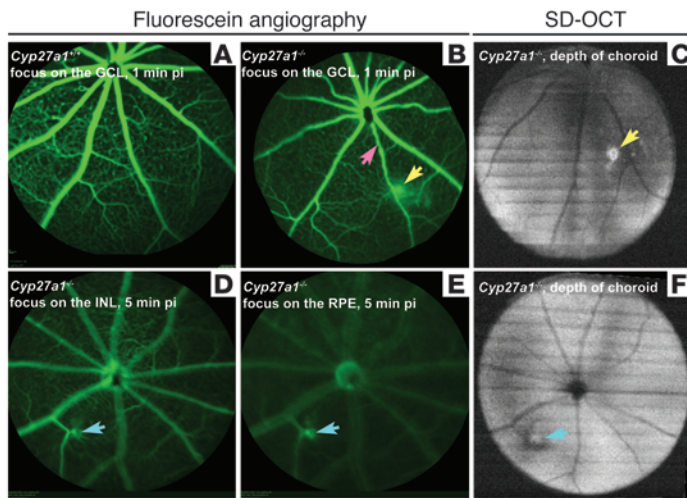 Fluorescein angiography
SD-OCT
Cyp27a1+/+
focus on the GCL, 1 min pi
A
Cyp27a1-/-
focus on the GCL, 1 min pi
B
Cyp27a1-/-, depth of choroid
C
Cyp27a1-/-
focus on the INL, 5 min pi
D
Cyp27a1-/-
focus on the RPE, 5 min pi
E
Cyp27a1-/-, depth of choroid
F